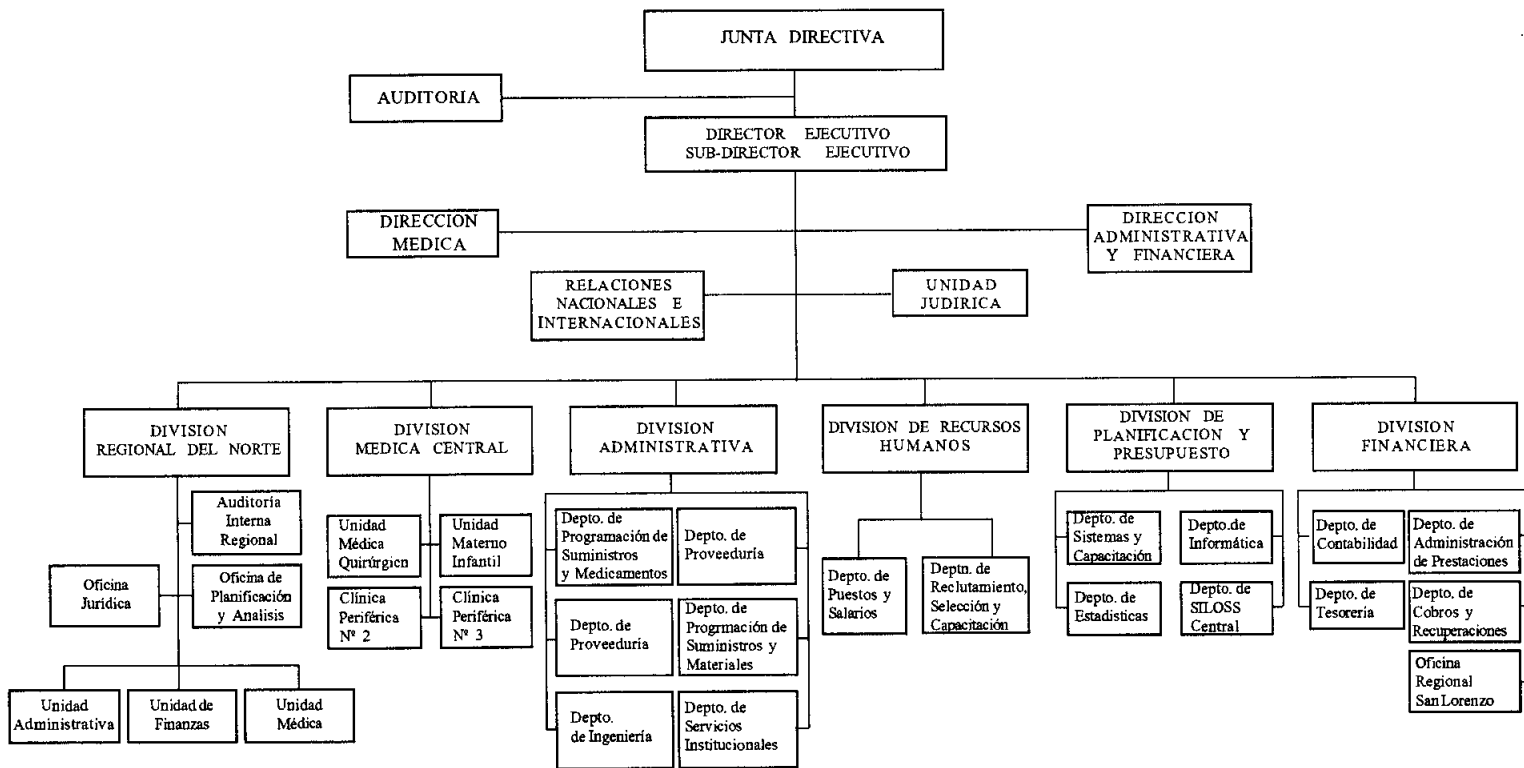 JUNTA DIRECTIVA
AUDITORIA
DIRECTOR EJECUTIVO
SUB-DIRECTOR EJECUTIVO
DIRECCION
MEDICA
DIRECCION
ADMINISTRATIVA
Y FINANCIERA
RELACIONES
NACIONALES E
INTERNACIONALES
UNIDAD
JUDIRICA
DIVISION
REGIONAL DEL NORTE
DIVISION
MEDICA CENTRAL
DIVISION
ADMINISTRATIVA
DIVISION DE RECURSOS
HUMANOS
DIVISION DE
PLANIFICACION Y
PRESUPUESTO
DIVISION
FINANCIERA
Auditoría
Interna
Regional
Oficina
Jurídica
Oficina de
Planificación
y Analisis
Unidad
Administrativa
Unidad de
Finanzas
Unidad
Médica
Unidad
Médica
Quirúrgicn
Unidad
Materno
Infantil
Clínica
Periférica
Nº 2
Clínica
Periférica
Nº 3
Depto. de
Programación de
Suministros
y Medicamentos
Depto. de
Proveeduría
Depto. de
Proveeduría
Depto. de
Progrmación de
Suministros y
Materiales
Depto.
de Ingeniería
Depto. de
Servicios
Institucionales
Depto. de
Puestos y
Salarios
Deptn. de
Reclutamiento,
Selección y
Capacitación
Depto. de
Sistemas y
Capacitación
Depto.de
Informática
Depto. de
Estadisticas
Depto. de
SILOSS
Central
Depto. de
Contabilidad
Depto. de
Administración
de Prestaciones
Depto. de
Tesoreria
Depto. de
Cobros y
Recuperaciones
Oficina
Regional
San Lorenzo